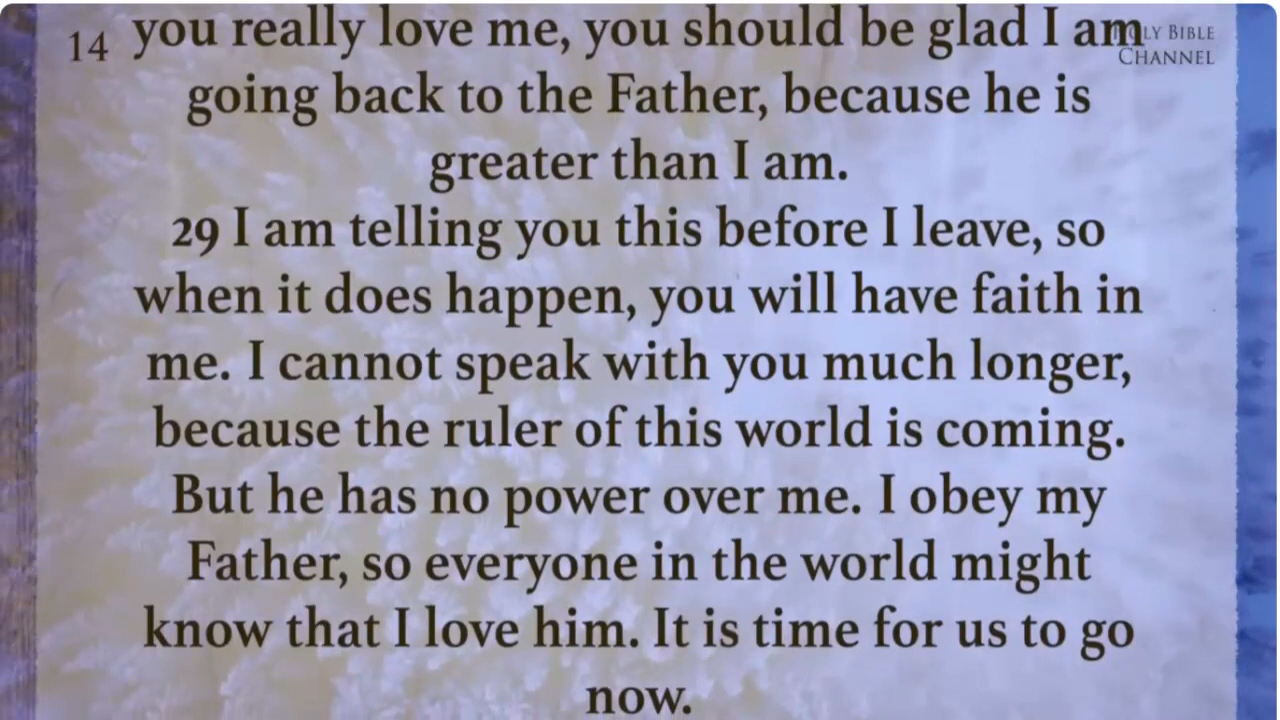 14
you really love me, you should be glad I am
going back to the Father, because he is
greater than I am.
29 I am telling you this before I leave, so
when it does happen, you will have faith in
me. I cannot speak with you much longer,
because the ruler of this world is coming.
But he has no power over me. I obey my
Father, so everyone in the world might
know that I love him. It is time for us to go
now.
HOLY BIBLE
CHANNEL